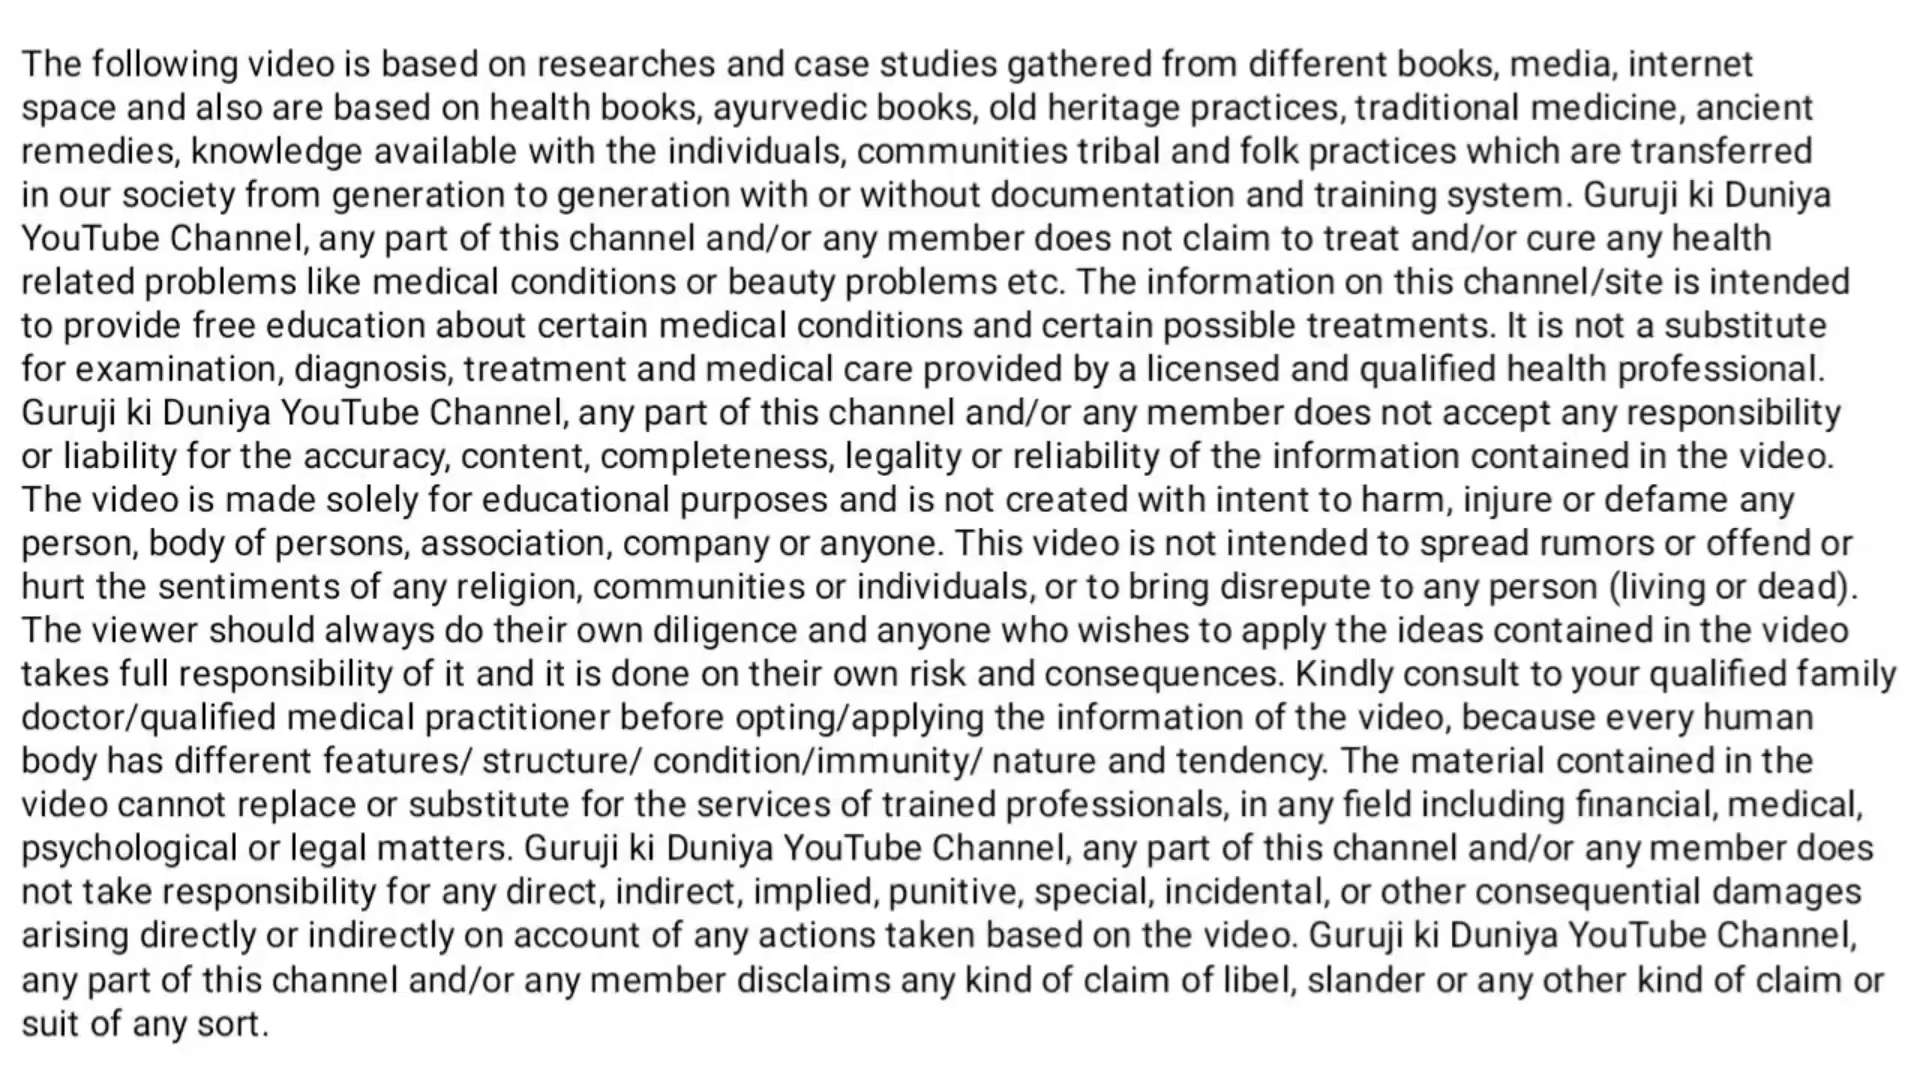 The following video is based on researches and case studies gathered from different books, media, internet
space and also are based on health books, ayurvedic books, old heritage practices, traditional medicine, ancient
remedies, knowledge available with the individuals, communities tribal and folk practices which are transferred
in our society from generation to generation with or without documentation and training system. Guruji ki Duniya
YouTube Channel, any part of this channel and/or any member does not claim to treat and/or cure any health
related problems like medical conditions or beauty problems etc. The information on this channel/site is intended
to provide free education about certain medical conditions and certain possible treatments. It is not a substitute
for examination, diagnosis, treatment and medical care provided by a licensed and qualified health professional.
Guruji ki Duniya YouTube Channel, any part of this channel and/or any member does not accept any responsibility
or liability for the accuracy, content, completeness, legality or reliability of the information contained in the video.
The video is made solely for educational purposes and is not created with intent to harm, injure or defame any
person, body of persons, association, company or anyone. This video is not intended to spread rumors or offend or
hurt the sentiments of any religion, communities or individuals, or to bring disrepute to any person (living or dead).
The viewer should always do their own diligence and anyone who wishes to apply the ideas contained in the video
takes full responsibility of it and it is done on their own risk and consequences. Kindly consult to your qualified family
doctor/qualified medical practitioner before opting/applying the information of the video, because every human
body has different features/ structure/ condition/immunity/ nature and tendency. The material contained in the
video cannot replace or substitute for the services of trained professionals, in any field including financial, medical,
psychological or legal matters. Guruji ki Duniya YouTube Channel, any part of this channel and/or any member does
not take responsibility for any direct, indirect, implied, punitive, special, incidental, or other consequential damages
arising directly or indirectly on account of any actions taken based on the video. Guruji ki Duniya YouTube Channel,
any part of this channel and/or any member disclaims any kind of claim of libel, slander or any other kind of claim or
suit of any sort.